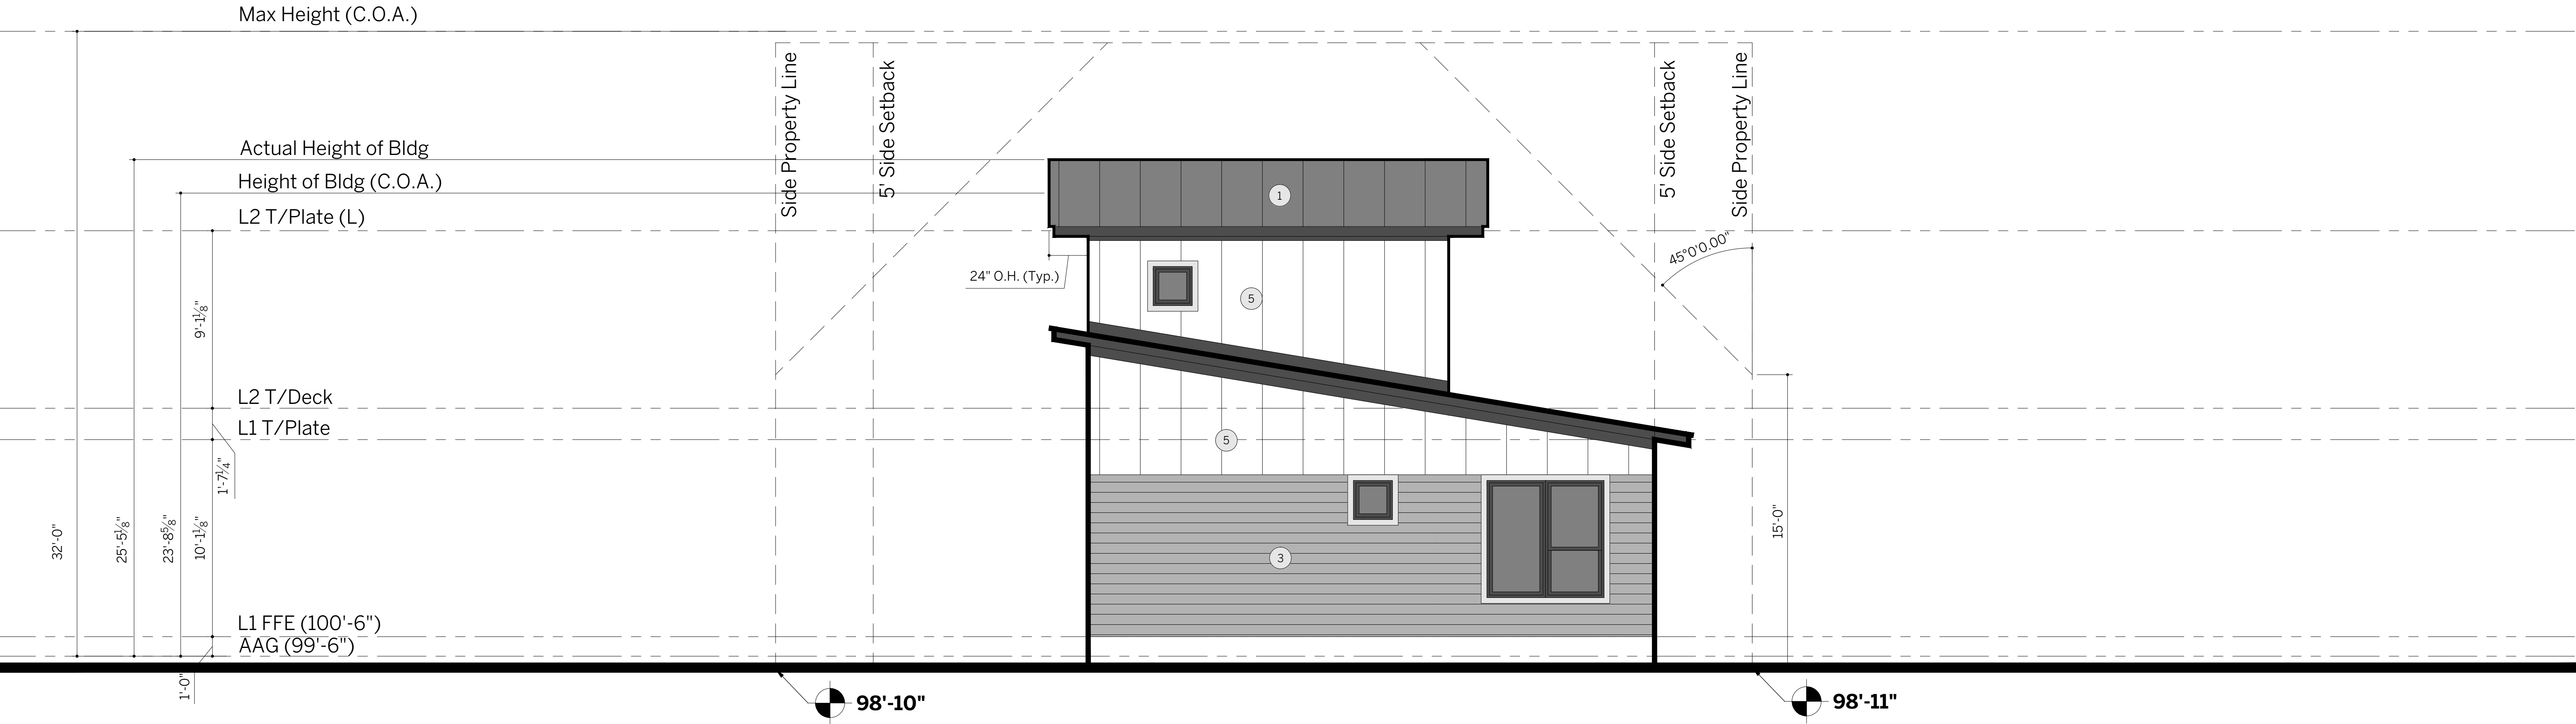 Max Height (C.O.A.)
Side Property Line
5' Side Setback
5' Side Setback
Side Property Line
Actual Height of Bldg
Height of Bldg (C.O.A.)
1
L2 T/Plate (L)
45°0'0.00"
24" O.H. (Typ.)
5
9'-1⅛"
L2 T/Deck
L1 T/Plate
5
1'-7¼"
32'-0"
25'-5⅛"
23'-8⅝"
10'-1⅛"
15'-0"
3
L1 FFE (100'-6")
AAG (99'-6")
1'-0"
98'-10"
98'-11"